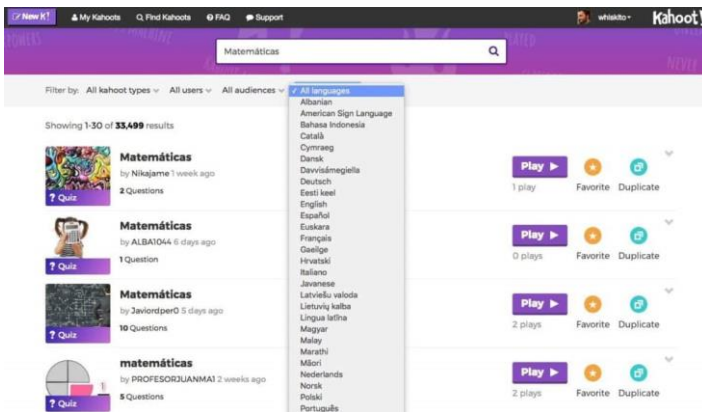 New K!
My Kahoots
Find Kahoots
FAQ
Support
whiskito
Kahoot!
Matemáticas
Filter by: All kahoot types All users All audiences
✓ All languages
Albanian
American Sign Language
Bahasa Indonesia
Català
Cymraeg
Dansk
Davvisámegiella
Deutsch
Eesti keel
English
Español
Euskara
Français
Gaeilge
Hrvatski
Italiano
Javanese
Latviešu valoda
Lietuvių kalba
Lingua latīna
Magyar
Malay
Marathi
Māori
Nederlands
Norsk
Polski
Português
Showing 1-30 of 33,499 results
Matemáticas
by Nikajame 1 week ago
2 Questions
? Quiz
Play
1 play
Favorite
Duplicate
Matemáticas
by ALBA1044 6 days ago
1 Question
? Quiz
Play
0 plays
Favorite
Duplicate
Matemáticas
by Javiordper0 5 days ago
10 Questions
? Quiz
Play
2 plays
Favorite
Duplicate
matemáticas
by PROFESORJUANMA1 2 weeks ago
5 Questions
? Quiz
Play
2 plays
Favorite
Duplicate